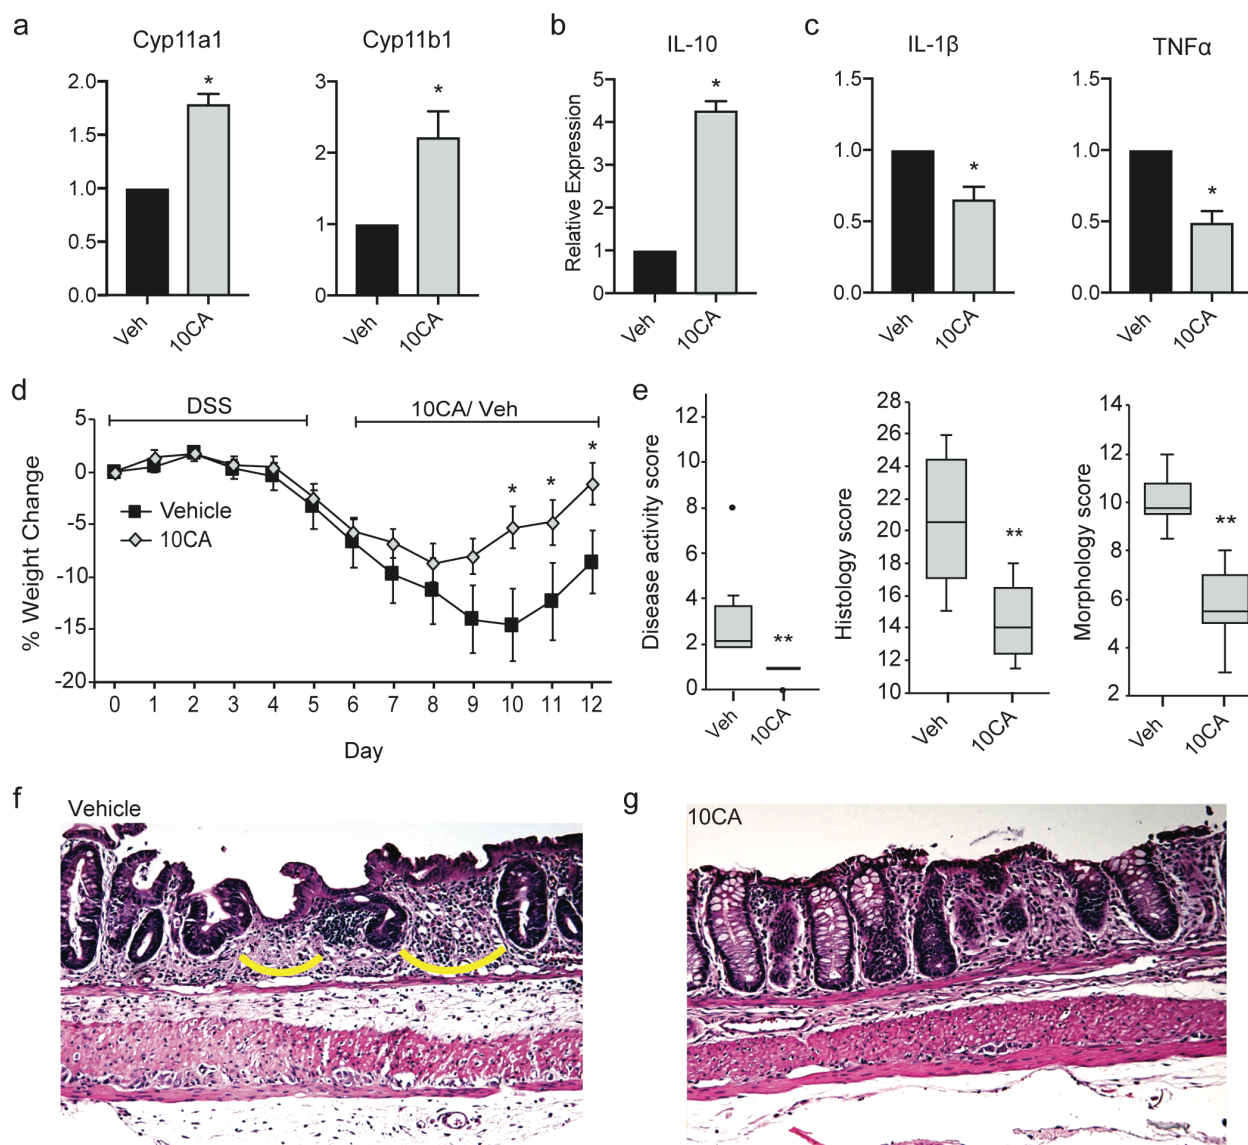 a
Cyp11a1
Cyp11b1
b
IL-10
c
IL-1β
TNFα
2.0
1.5
1.0
0.5
0.0
*
Veh
10CA
3
2
1
0
*
Veh
10CA
Relative Expression
5
4
3
2
1
0
*
Veh
10CA
1.5
1.0
0.5
0.0
*
Veh
10CA
1.5
1.0
0.5
0.0
*
Veh
10CA
d
DSS
10CA/ Veh
% Weight Change
5
0
-5
-10
-15
-20
Vehicle
10CA
* * *
0 1 2 3 4 5 6 7 8 9 10 11 12
Day
e
Disease activity score
12
10
8
6
4
2
0
**
Veh
10CA
Histology score
28
26
24
22
20
18
16
14
12
10
**
Veh
10CA
Morphology score
14
12
10
8
6
4
2
**
Veh
10CA
f
Vehicle
g
10CA